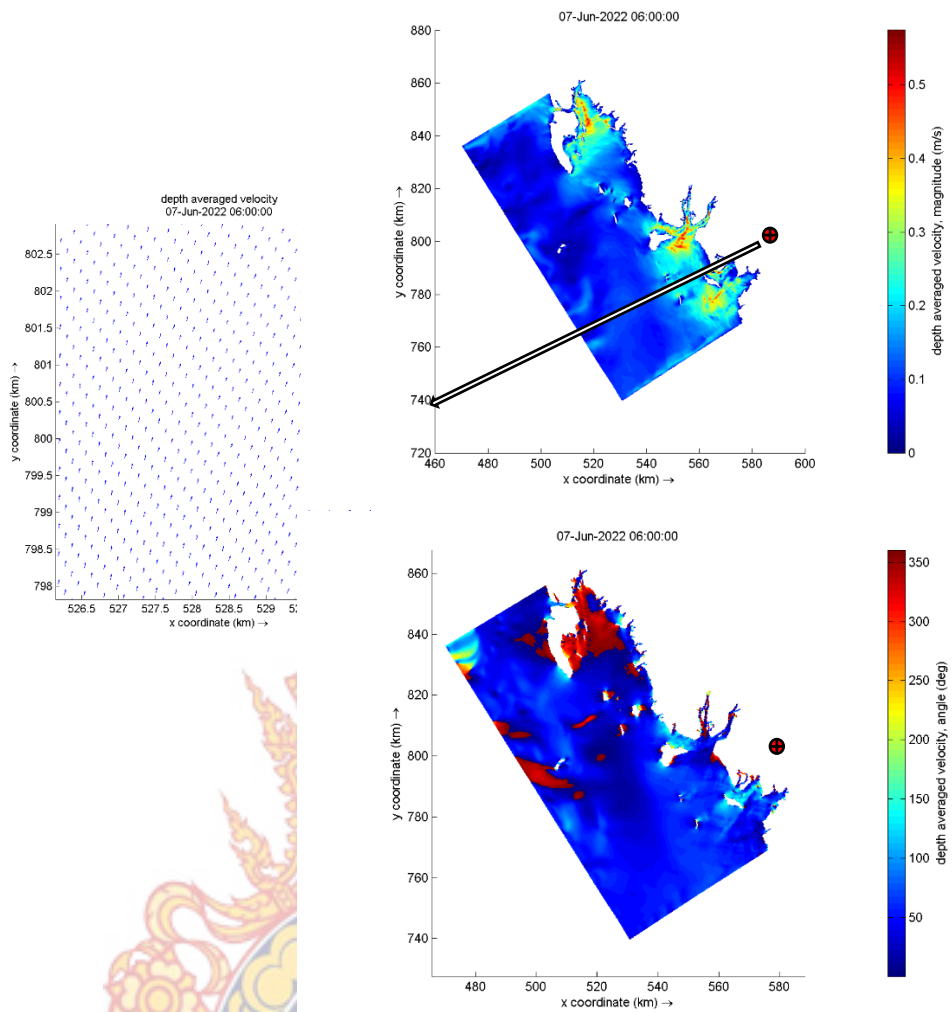 depth averaged velocity
07-Jun-2022 06:00:00
802.5
802
801.5
801
800.5
800
799.5
799
798.5
798
y coordinate (km) →
526.5 527 527.5 528 528.5 529
x coordinate (km) →
07-Jun-2022 06:00:00
880
860
840
820
800
780
760
740
720
y coordinate (km) →
460 480 500 520 540 560 580 600
x coordinate (km) →
0.5
0.4
0.3
0.2
0.1
0
depth averaged velocity, magnitude (m/s)
07-Jun-2022 06:00:00
860
840
820
800
780
760
740
y coordinate (km) →
480 500 520 540 560 580
x coordinate (km) →
350
300
250
200
150
100
50
depth averaged velocity, angle (deg)